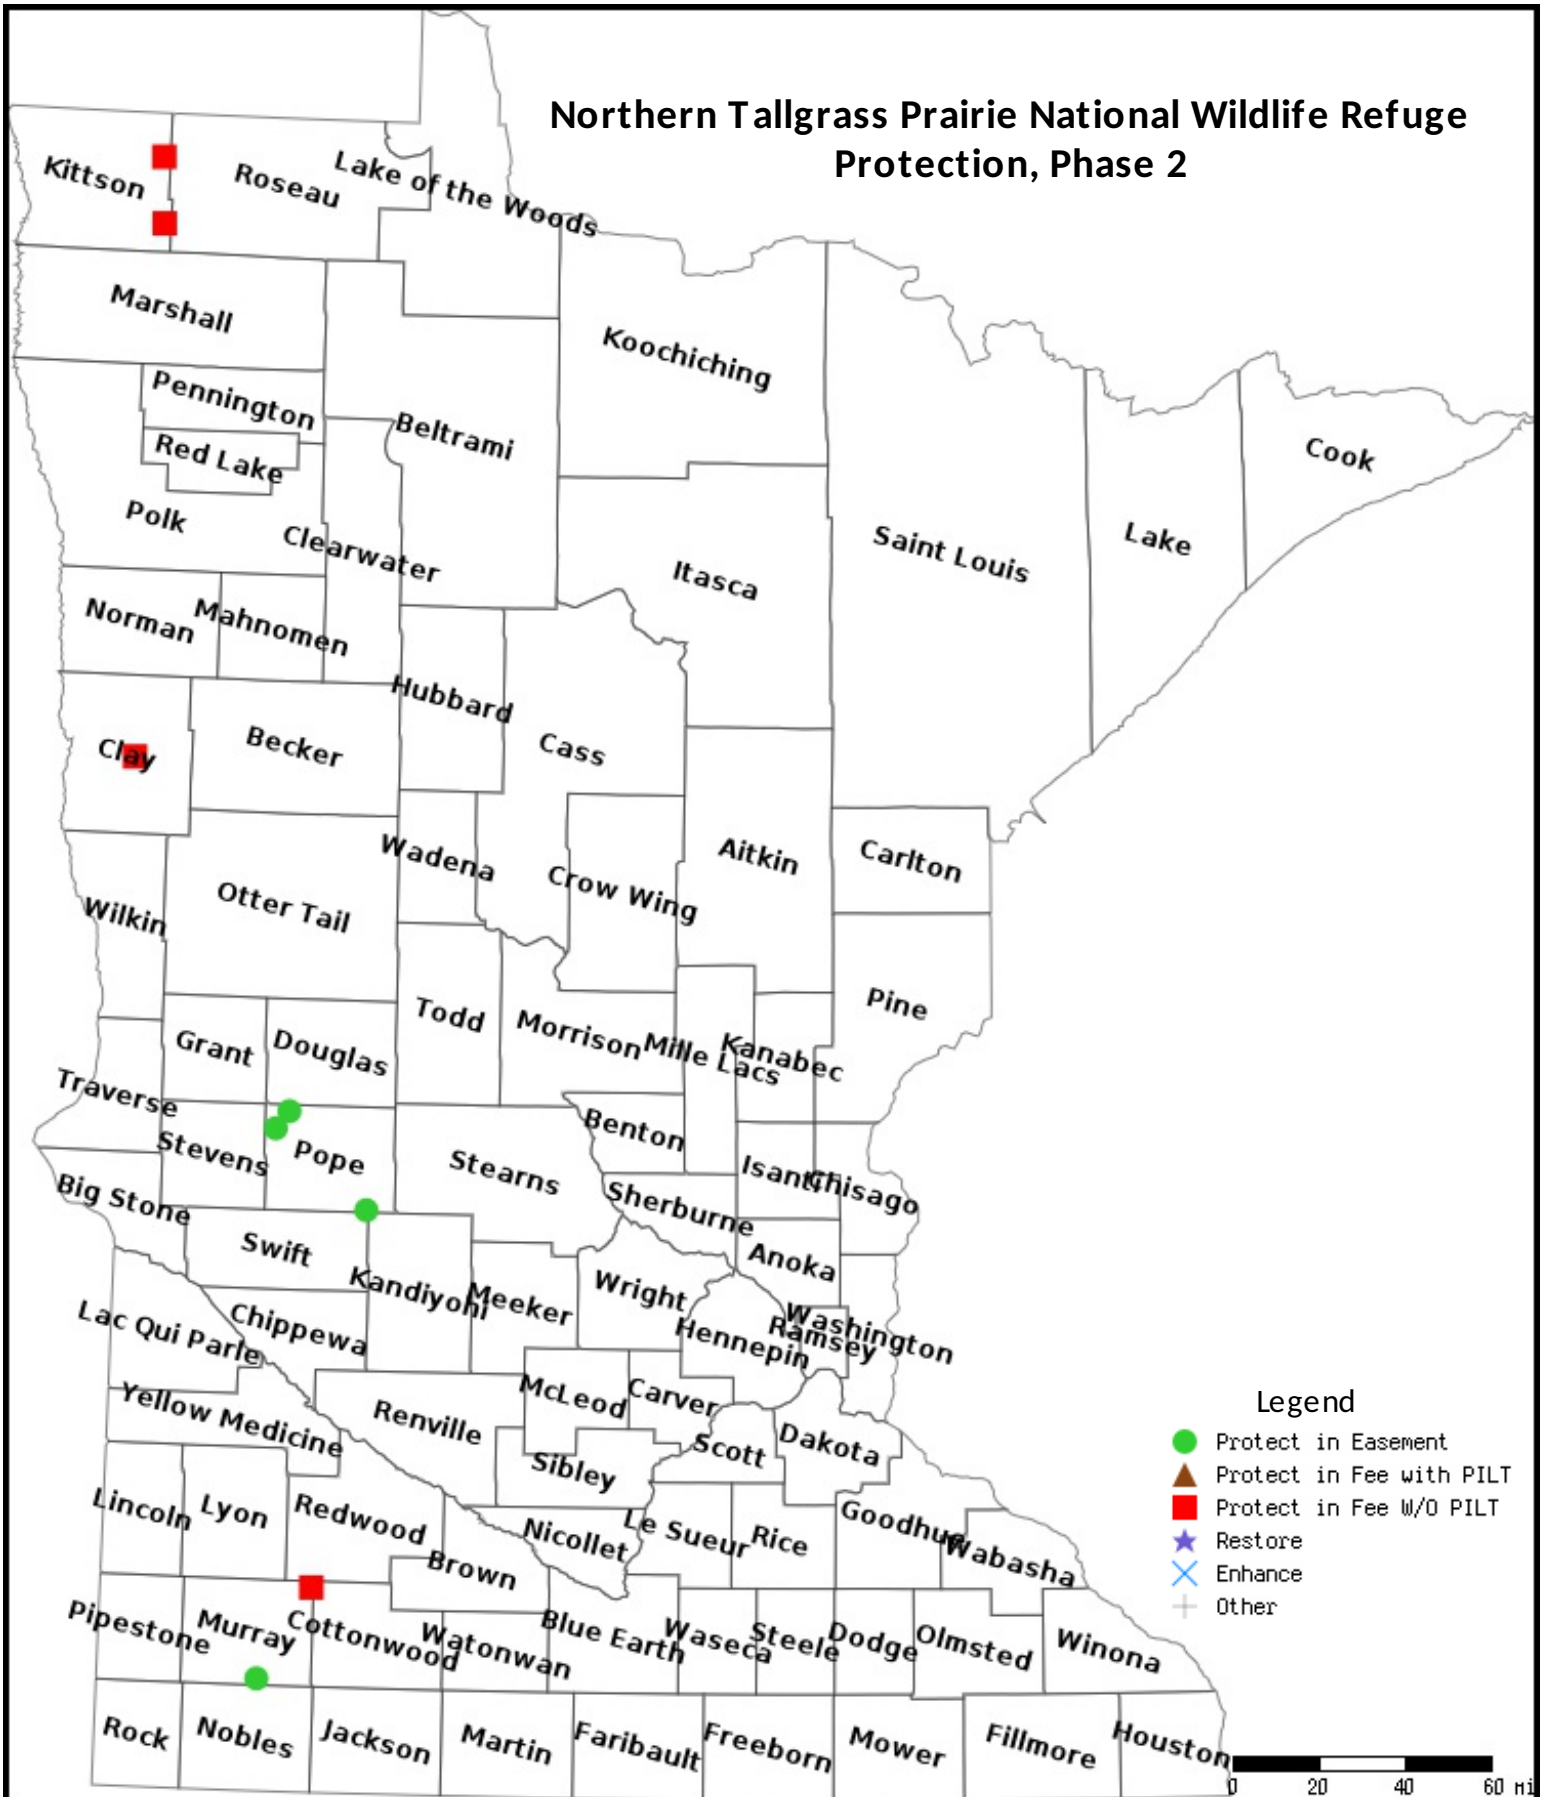 Northern Tallgrass Prairie National Wildlife Refuge
Protection, Phase 2
Kittson
Roseau
Lake of the Woods
Marshall
Koochiching
Pennington
Beltrami
Red Lake
Cook
Polk
Clearwater
Saint Louis
Lake
Itasca
Norman
Mahnomen
Hubbard
Clay
Becker
Cass
Wadena
Aitkin
Carlton
Crow Wing
Otter Tail
Wilkin
Pine
Todd
Morrison
Mille Lacs
Kanabec
Grant
Douglas
Traverse
Benton
Stevens
Pope
Stearns
Isanti
Chisago
Big Stone
Sherburne
Swift
Anoka
Kandiyohi
Meeker
Wright
Washington
Ramsey
Hennepin
Lac Qui Parle
Chippewa
McLeod
Carver
Yellow Medicine
Renville
Scott
Dakota
Sibley
Lincoln
Lyon
Redwood
Nicollet
Le Sueur
Rice
Goodhue
Wabasha
Brown
Pipestone
Murray
Cottonwood
Watonwan
Blue Earth
Waseca
Steele
Dodge
Olmsted
Winona
Rock
Nobles
Jackson
Martin
Faribault
Freeborn
Mower
Fillmore
Houston
Legend
Protect in Easement
Protect in Fee with PILT
Protect in Fee W/O PILT
Restore
Enhance
Other
0 20 40 60 mi